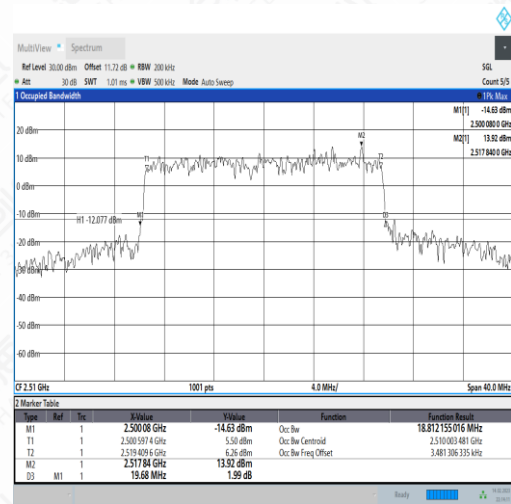 MultiView Spectrum
Ref Level 30.00 dBm Offset 11.72 dB RBW 200 kHz SGL
Att 30 dB SWT 1.01 ms VBW 500 kHz Mode Auto Sweep Count 5/5
1 Occupied Bandwidth 1Pk Max
M1[1] -14.63 dBm
2.500 080 0 GHz
M2[1] 13.92 dBm
2.517 840 0 GHz
20 dBm
M2
10 dBm
T1
0 dBm
-10 dBm
H1 -12.077 dBm
M1
D3
-20 dBm
-30 dBm
-40 dBm
-50 dBm
-60 dBm
CF 2.51 GHz 1001 pts 4.0 MHz/ Span 40.0 MHz
2 Marker Table
Type Ref Trc X-Value Y-Value Function Function Result
M1 1 2.50008 GHz -14.63 dBm Occ Bw 18.812155016 MHz
T1 1 2.500 597 4 GHz 5.50 dBm Occ Bw Centroid 2.510 003 481 GHz
T2 1 2.519 409 6 GHz 6.26 dBm Occ Bw Freq Offset 3.481 306 335 kHz
M2 1 2.51784 GHz 13.92 dBm
D3 M1 1 19.68 MHz 1.99 dB
Ready